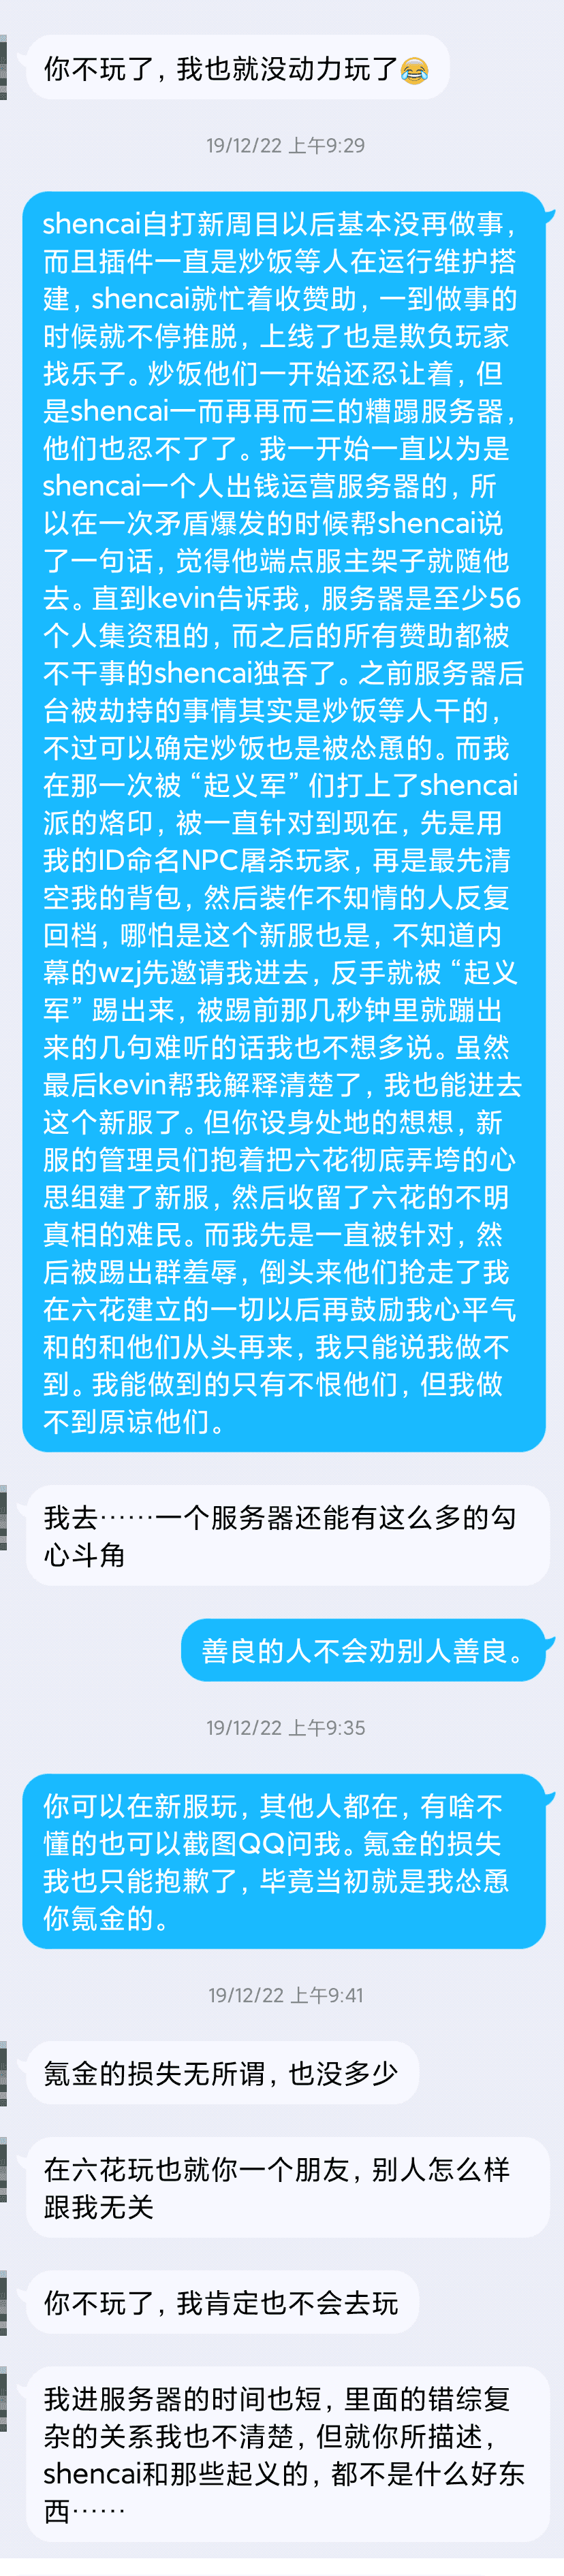 你不玩了，我也就没动力玩了😂
19/12/22 上午9:29
shencai自打新周目以后基本没再做事，
而且插件一直是炒饭等人在运行维护搭
建，shencai就忙着收赞助，一到做事的
时候就不停推脱，上线了也是欺负玩家
找乐子。炒饭他们一开始还忍让着，但
是shencai一而再再而三的糟蹋服务器，
他们也忍不了了。我一开始一直以为是
shencai一个人出钱运营服务器的，所
以在一次矛盾爆发的时候帮shencai说
了一句话，觉得他端点服主架子就随他
去。直到kevin告诉我，服务器是至少56
个人集资租的，而之后的所有赞助都被
不干事的shencai独吞了。之前服务器后
台被劫持的事情其实是炒饭等人干的，
不过可以确定炒饭也是被怂恿的。而我
在那一次被“起义军”们打上了shencai
派的烙印，被一直针对到现在，先是用
我的ID命名NPC屠杀玩家，再是最先清
空我的背包，然后装作不知情的人反复
回档，哪怕是这个新服也是，不知道内
幕的wzj先邀请我进去，反手就被“起义
军”踢出来，被踢前那几秒钟里就蹦出
来的几句难听的话我也不想多说。虽然
最后kevin帮我解释清楚了，我也能进去
这个新服了。但你设身处地的想想，新
服的管理员们抱着把六花彻底弄垮的心
思组建了新服，然后收留了六花的不明
真相的难民。而我先是一直被针对，然
后被踢出群羞辱，倒头来他们抢走了我
在六花建立的一切以后再鼓励我心平气
和的和他们从头再来，我只能说我做不
到。我能做到的只有不恨他们，但我做
不到原谅他们。
我去……一个服务器还能有这么多的勾
心斗角
善良的人不会劝别人善良。
19/12/22 上午9:35
你可以在新服玩，其他人都在，有啥不
懂的也可以截图QQ问我。氪金的损失
我也只能抱歉了，毕竟当初就是我怂恿
你氪金的。
19/12/22 上午9:41
氪金的损失无所谓，也没多少
在六花玩也就你一个朋友，别人怎么样
跟我无关
你不玩了，我肯定也不会去玩
我进服务器的时间也短，里面的错综复
杂的关系我也不清楚，但就你所描述，
shencai和那些起义的，都不是什么好东
西……